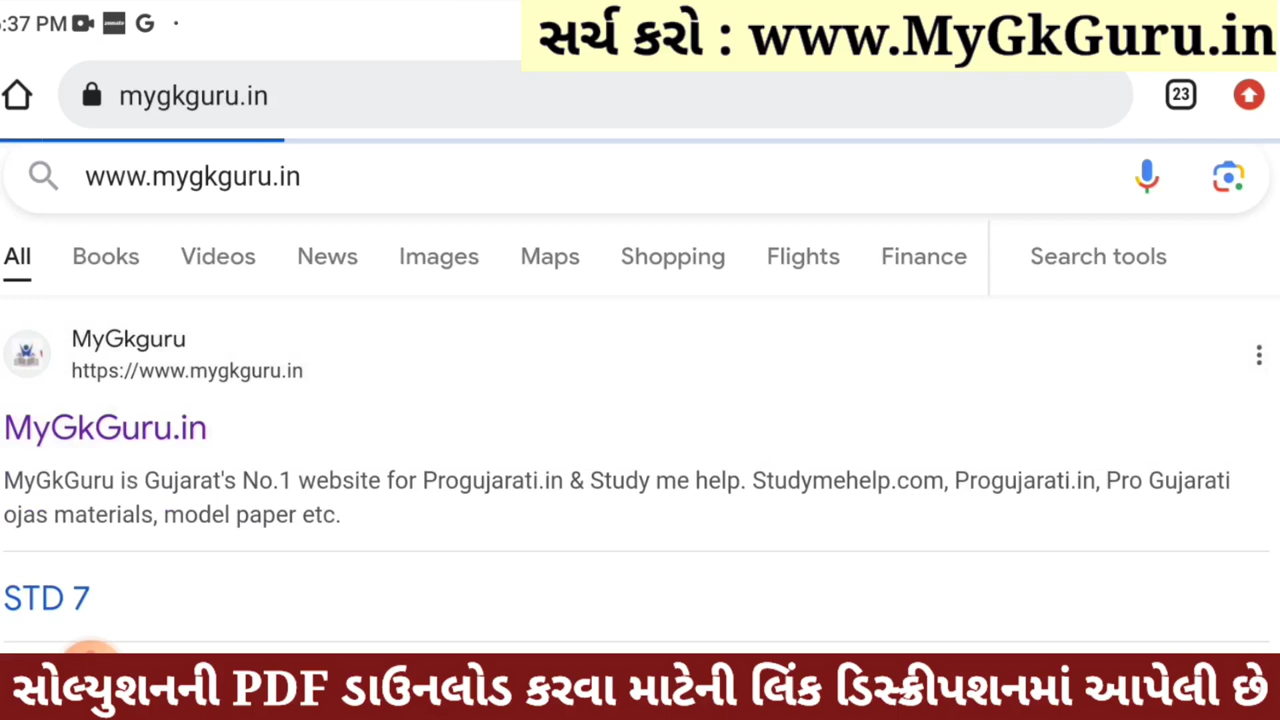 :37 PM
સર્ચ કરો : www.MyGkGuru.in
mygkguru.in
23
www.mygkguru.in
All Books Videos News Images Maps Shopping Flights Finance Search tools
MyGkguru
https://www.mygkguru.in
MyGkGuru.in
MyGkGuru is Gujarat's No.1 website for Progujarati.in & Study me help. Studymehelp.com, Progujarati.in, Pro Gujarati
ojas materials, model paper etc.
STD 7
સોલ્યુશનની PDF ડાઉનલોડ કરવા માટેની લિંક ડિસ્ક્રીપશનમાં આપેલી છે